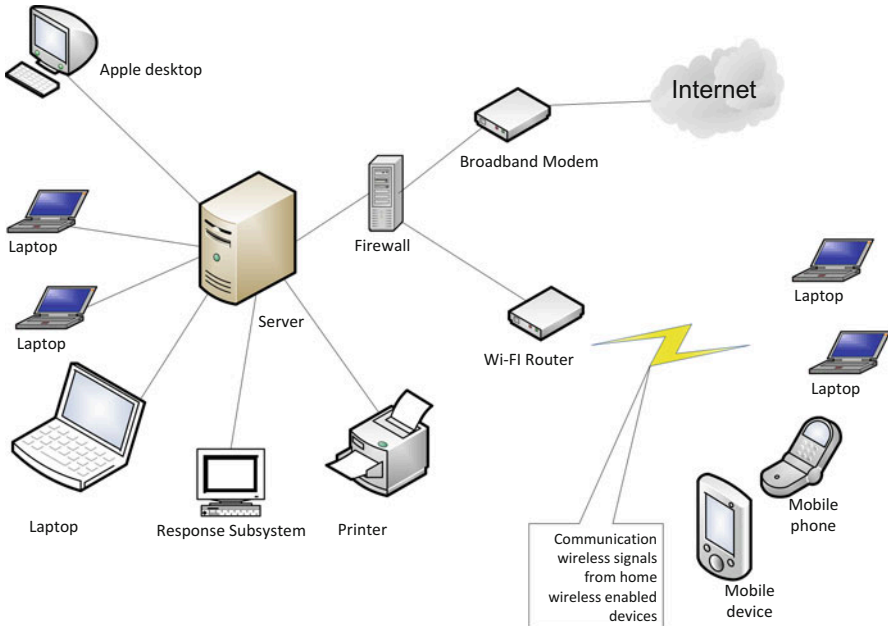 Apple desktop
Internet
Broadband Modem
Laptop
Firewall
Laptop
Server
Laptop
Wi-FI Router
Laptop
Laptop
Laptop
Response Subsystem
Printer
Mobile
phone
Communication
wireless signals
from home
wireless enabled
devices
Mobile
device